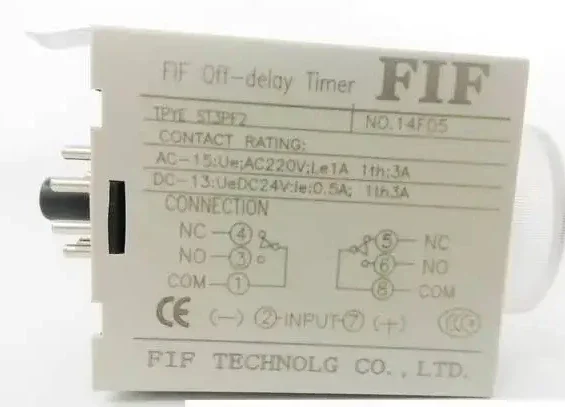 FIF Off-delay Timer FIF
TPYE ST3PF2 NO.14F05
CONTACT RATING:
AC-15:Ue;AC220V;Le1A 1th:3A
DC-13:UeDC24V:Ie:0.5A; 1th3A
CONNECTION
NC 4 5 NC
NO 3 6 NO
COM 1 8 COM
CE (-) 2 INPUT 7 (+) CCC
FIF TECHNOLG CO., LTD.